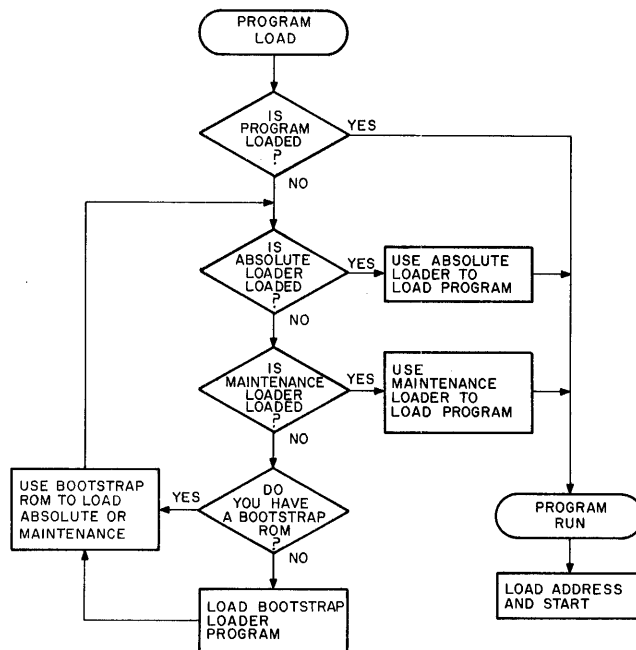 PROGRAM
LOAD
IS
PROGRAM
LOADED
?
YES
NO
IS
ABSOLUTE
LOADER
LOADED
?
YES
USE ABSOLUTE
LOADER TO
LOAD PROGRAM
NO
IS
MAINTENANCE
LOADER
LOADED
?
YES
USE
MAINTENANCE
LOADER TO
LOAD PROGRAM
NO
DO
YOU HAVE
A BOOTSTRAP
ROM
?
YES
USE BOOTSTRAP
ROM TO LOAD
ABSOLUTE OR
MAINTENANCE
NO
LOAD BOOTSTRAP
LOADER
PROGRAM
PROGRAM
RUN
LOAD ADDRESS
AND START